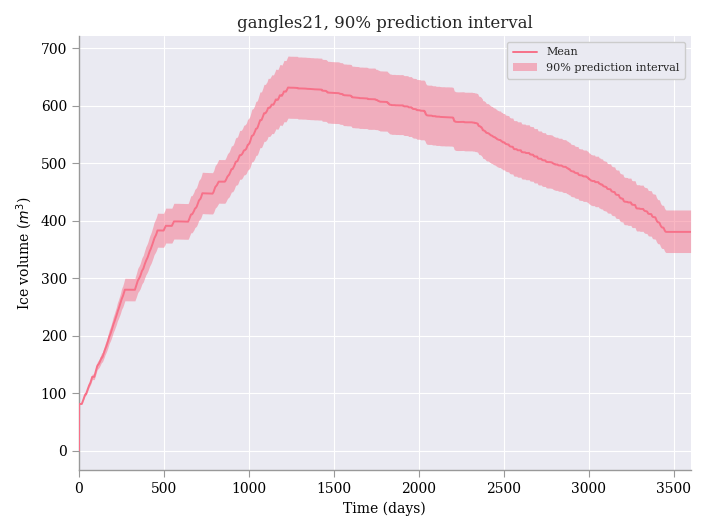 gangles21, 90% prediction interval
Mean
90% prediction interval
700
600
500
400
300
200
100
0
Ice volume (m³)
0 500 1000 1500 2000 2500 3000 3500
Time (days)